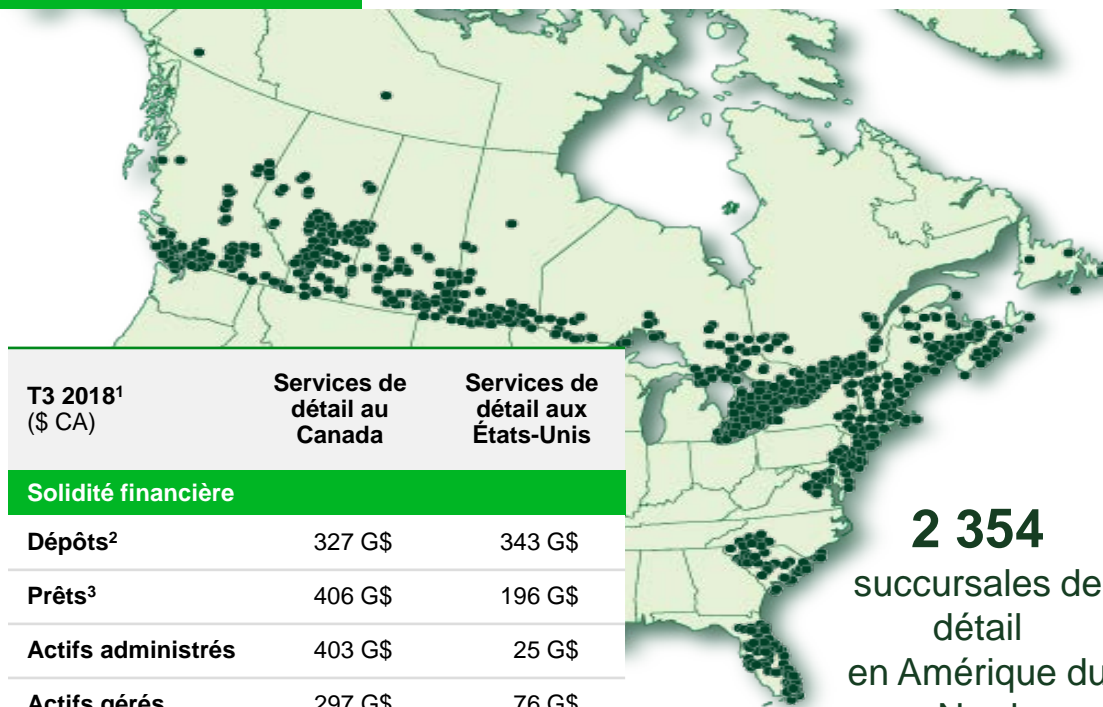 T3 2018¹
($ CA)
Services de
détail au
Canada
Services de
détail aux
États-Unis
Solidité financière
Dépôts² 327 G$ 343 G$
Prêts³ 406 G$ 196 G$
Actifs administrés 403 G$ 25 G$
Actifs gérés 297 G$ 76 G$
2 354
succursales de
détail
en Amérique du